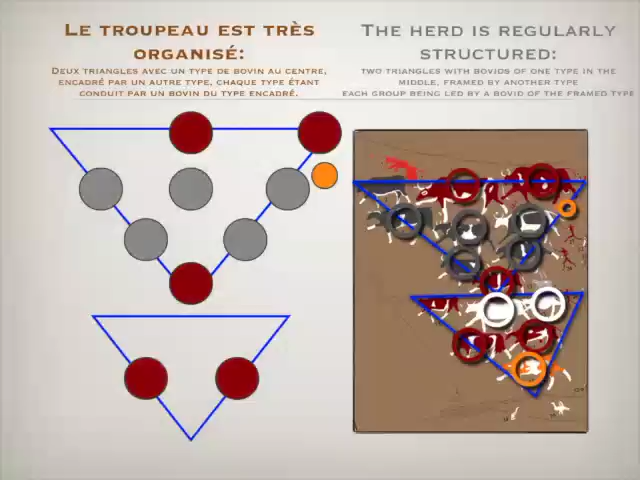 LE TROUPEAU EST TRÈS
ORGANISÉ:
DEUX TRIANGLES AVEC UN TYPE DE BOVIN AU CENTRE,
ENCADRÉ PAR UN AUTRE TYPE, CHAQUE TYPE ÉTANT
CONDUIT PAR UN BOVIN DU TYPE ENCADRÉ.
THE HERD IS REGULARLY
STRUCTURED:
TWO TRIANGLES WITH BOVIDS OF ONE TYPE IN THE
MIDDLE, FRAMED BY ANOTHER TYPE
EACH GROUP BEING LED BY A BOVID OF THE FRAMED TYPE